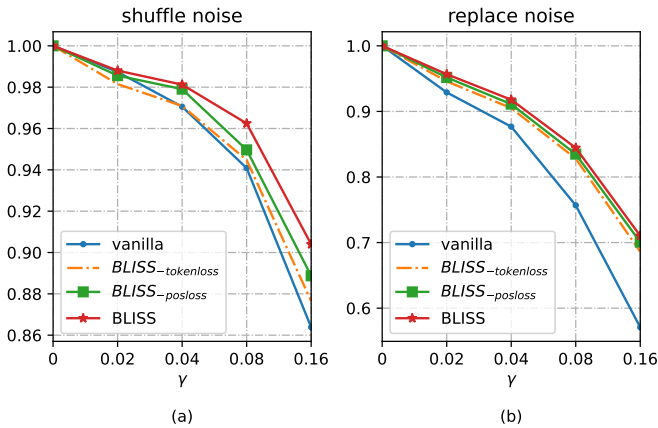 shuffle noise
1.00
0.98
0.96
0.94
0.92
0.90
0.88
0.86
0
0.02
0.04
0.08
0.16
γ
vanilla
BLISS−tokenloss
BLISS−posloss
BLISS
(a)
replace noise
1.0
0.9
0.8
0.7
0.6
0
0.02
0.04
0.08
0.16
γ
vanilla
BLISS−tokenloss
BLISS−posloss
BLISS
(b)